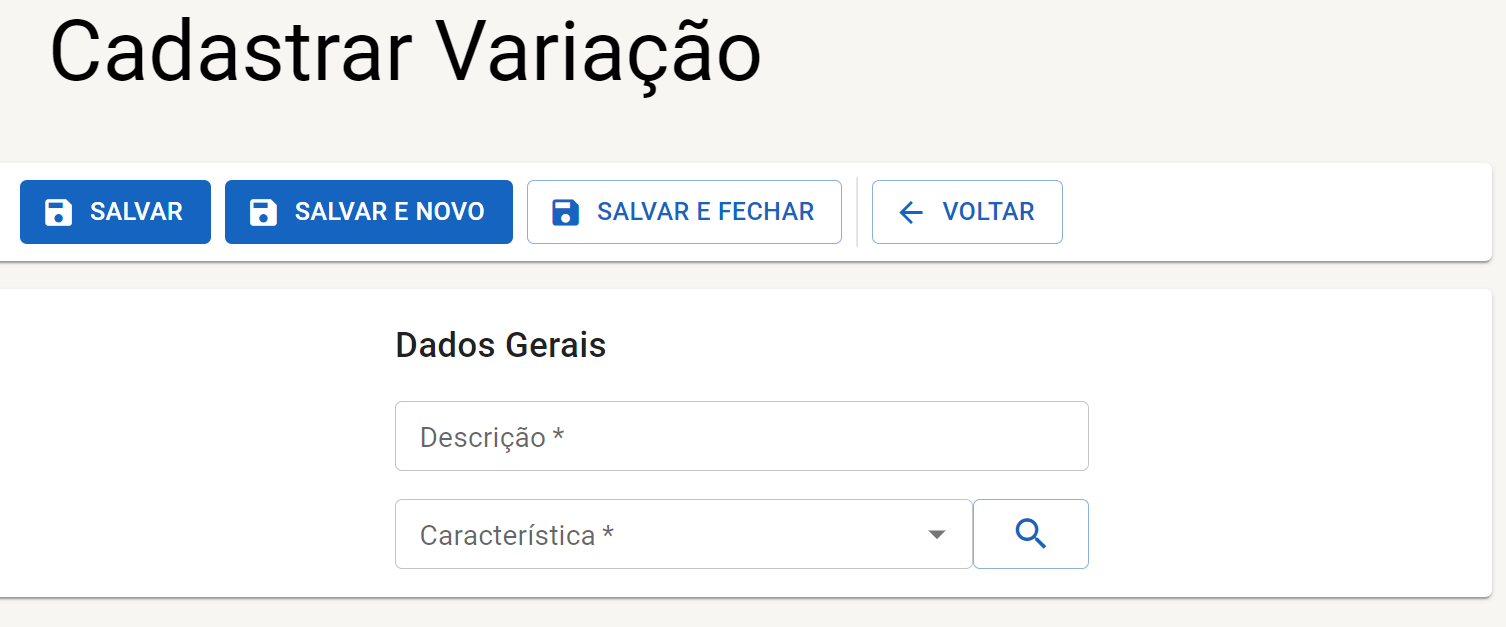 Cadastrar Variação
SALVAR
SALVAR E NOVO
SALVAR E FECHAR
VOLTAR
Dados Gerais
Descrição *
Característica *